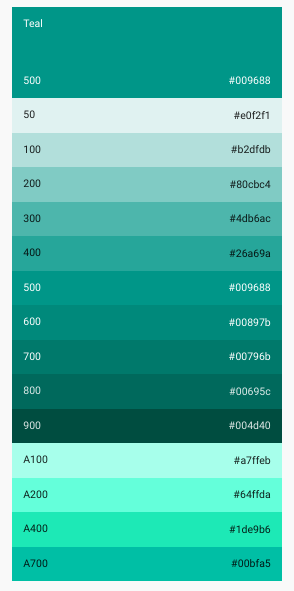 Teal
500 #009688
50 #e0f2f1
100 #b2dfdb
200 #80cbc4
300 #4db6ac
400 #26a69a
500 #009688
600 #00897b
700 #00796b
800 #00695c
900 #004d40
A100 #a7ffeb
A200 #64ffda
A400 #1de9b6
A700 #00bfa5